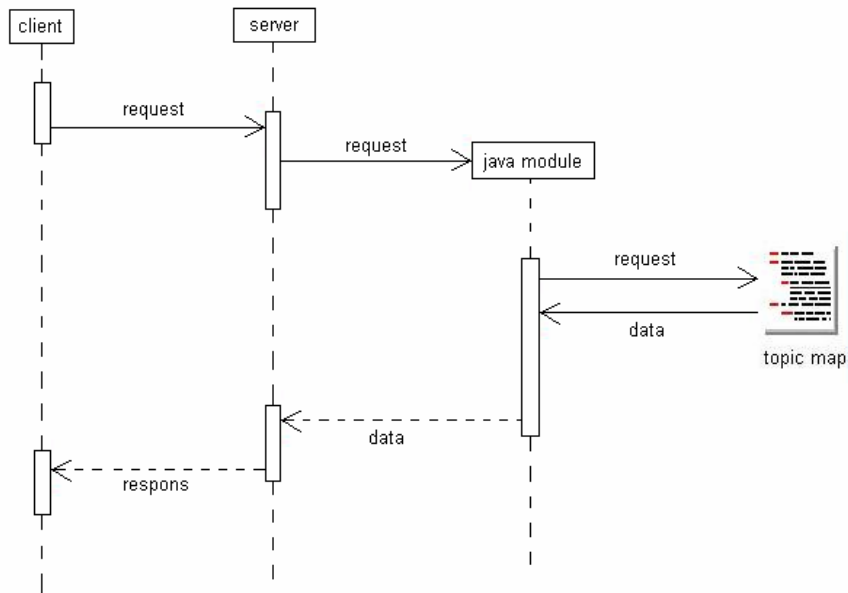 client
server
request
request
java module
request
data
topic map
data
respons